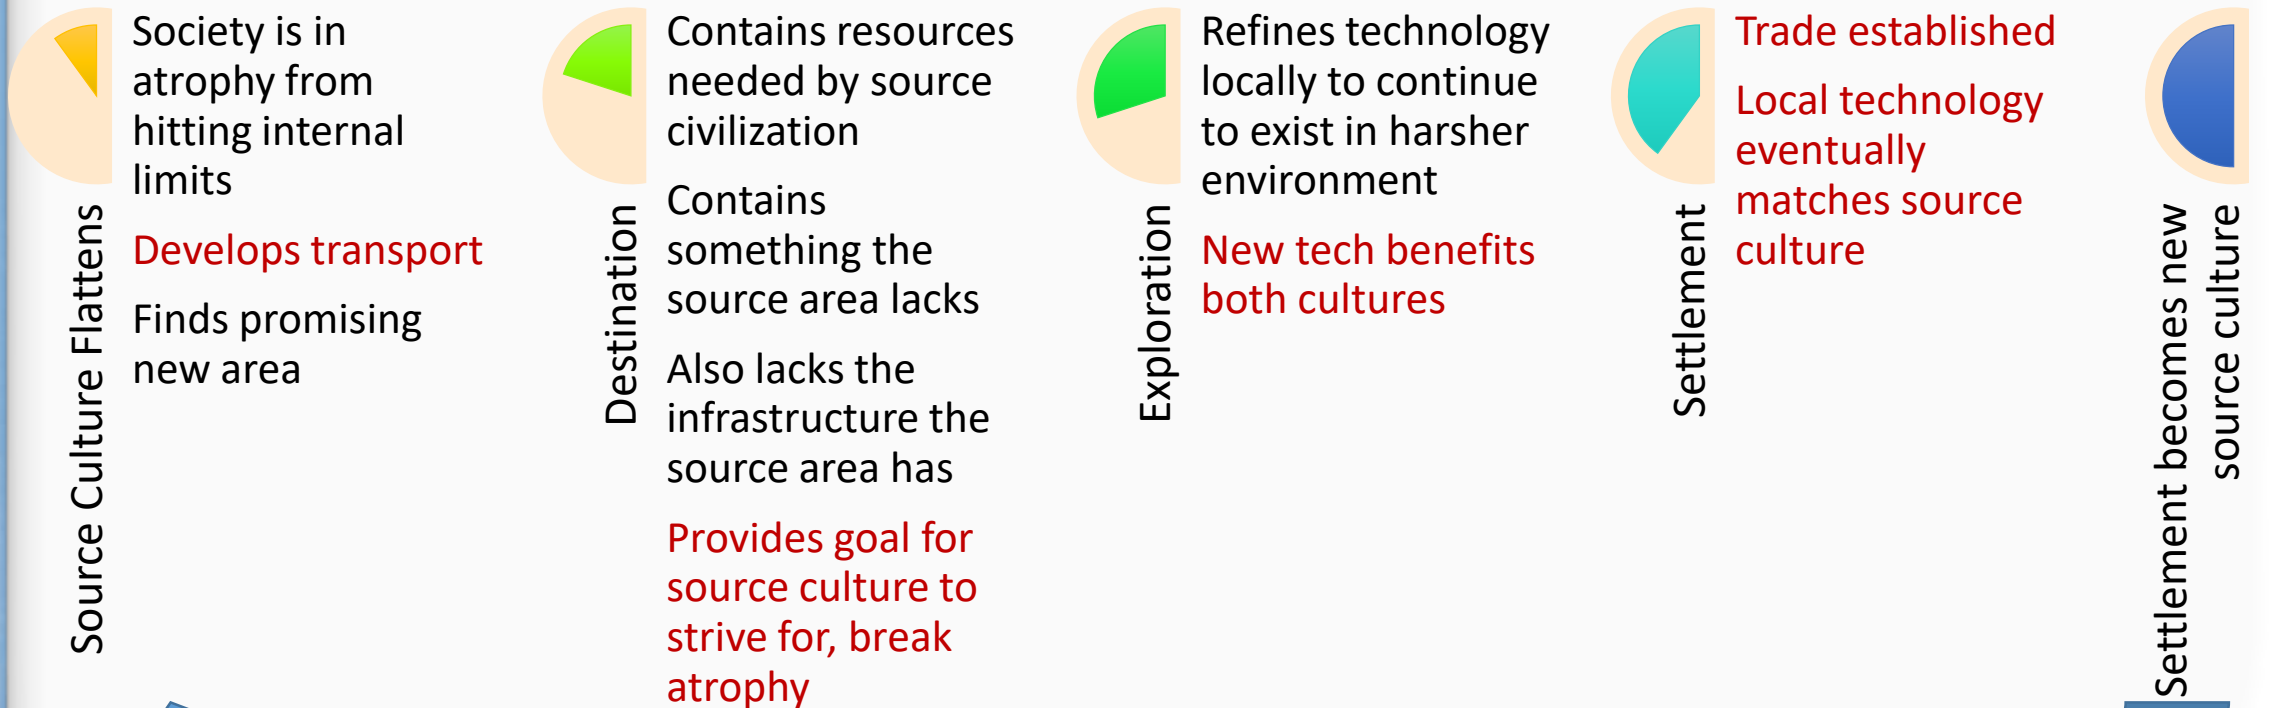 Source Culture Flattens
Society is in
atrophy from
hitting internal
limits
Develops transport
Finds promising
new area
Destination
Contains resources
needed by source
civilization
Contains
something the
source area lacks
Also lacks the
infrastructure the
source area has
Provides goal for
source culture to
strive for, break
atrophy
Exploration
Refines technology
locally to continue
to exist in harsher
environment
New tech benefits
both cultures
Settlement
Trade established
Local technology
eventually
matches source
culture
Settlement becomes new
source culture